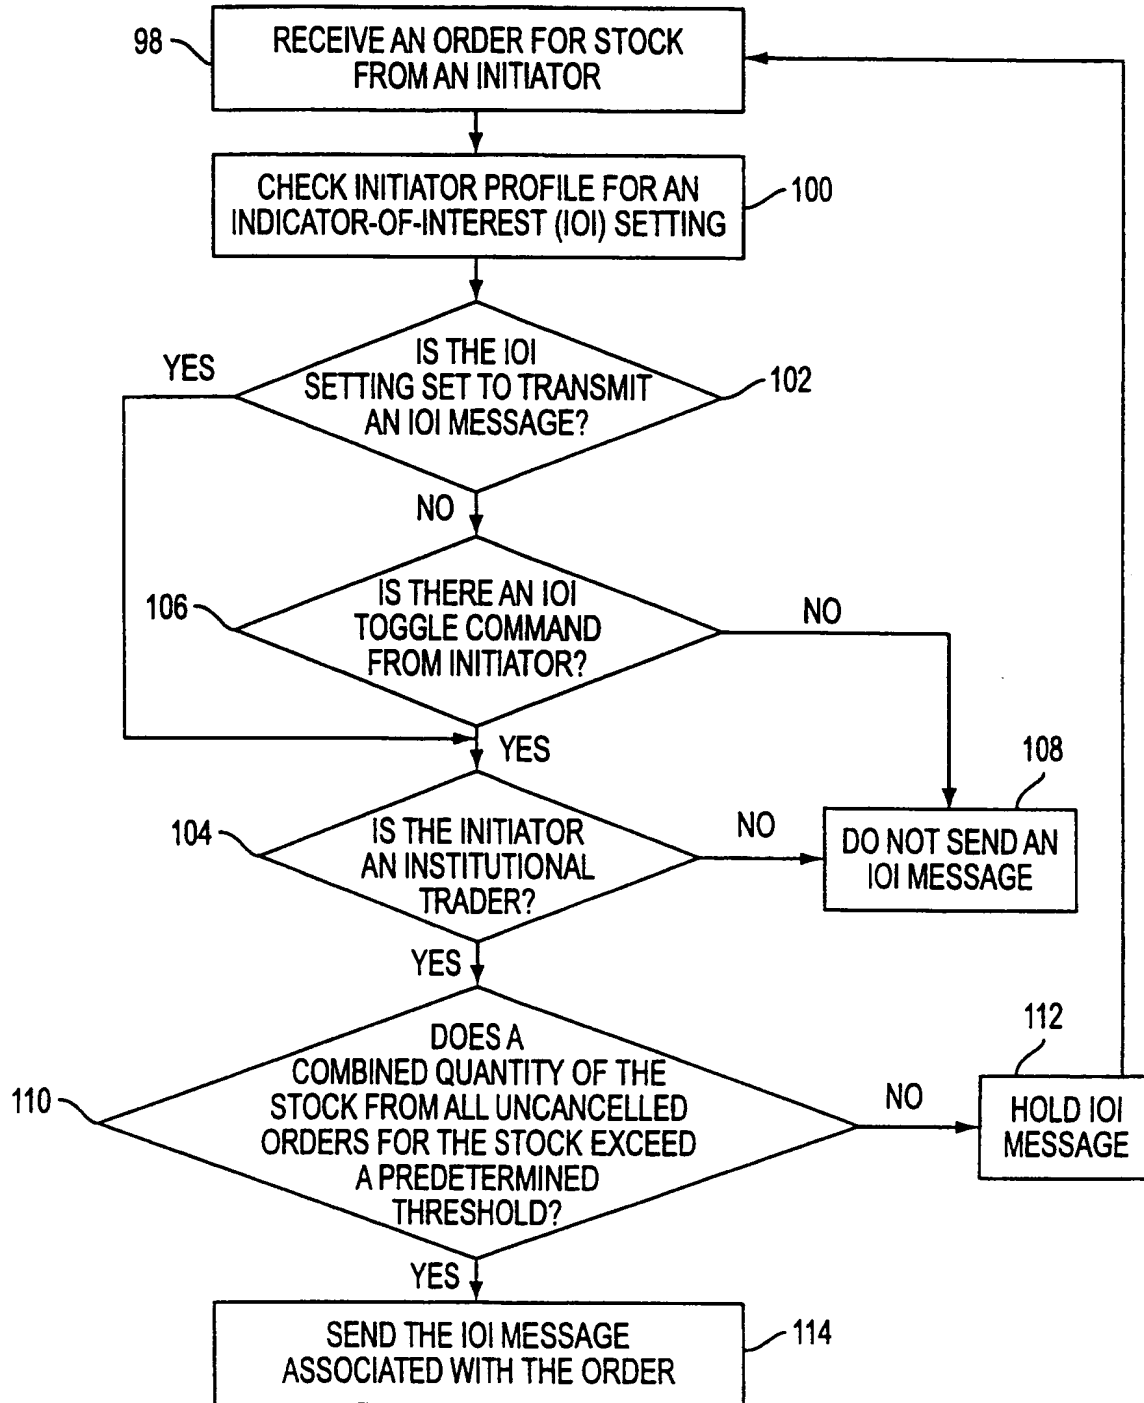 98
RECEIVE AN ORDER FOR STOCK
FROM AN INITIATOR
CHECK INITIATOR PROFILE FOR AN
INDICATOR-OF-INTEREST (IOI) SETTING
100
YES
IS THE IOI
SETTING SET TO TRANSMIT
AN IOI MESSAGE?
102
NO
106
IS THERE AN IOI
TOGGLE COMMAND
FROM INITIATOR?
NO
YES
108
104
IS THE INITIATOR
AN INSTITUTIONAL
TRADER?
NO
DO NOT SEND AN
IOI MESSAGE
YES
112
110
DOES A
COMBINED QUANTITY OF THE
STOCK FROM ALL UNCANCELLED
ORDERS FOR THE STOCK EXCEED
A PREDETERMINED
THRESHOLD?
NO
HOLD IOI
MESSAGE
YES
SEND THE IOI MESSAGE
ASSOCIATED WITH THE ORDER
114